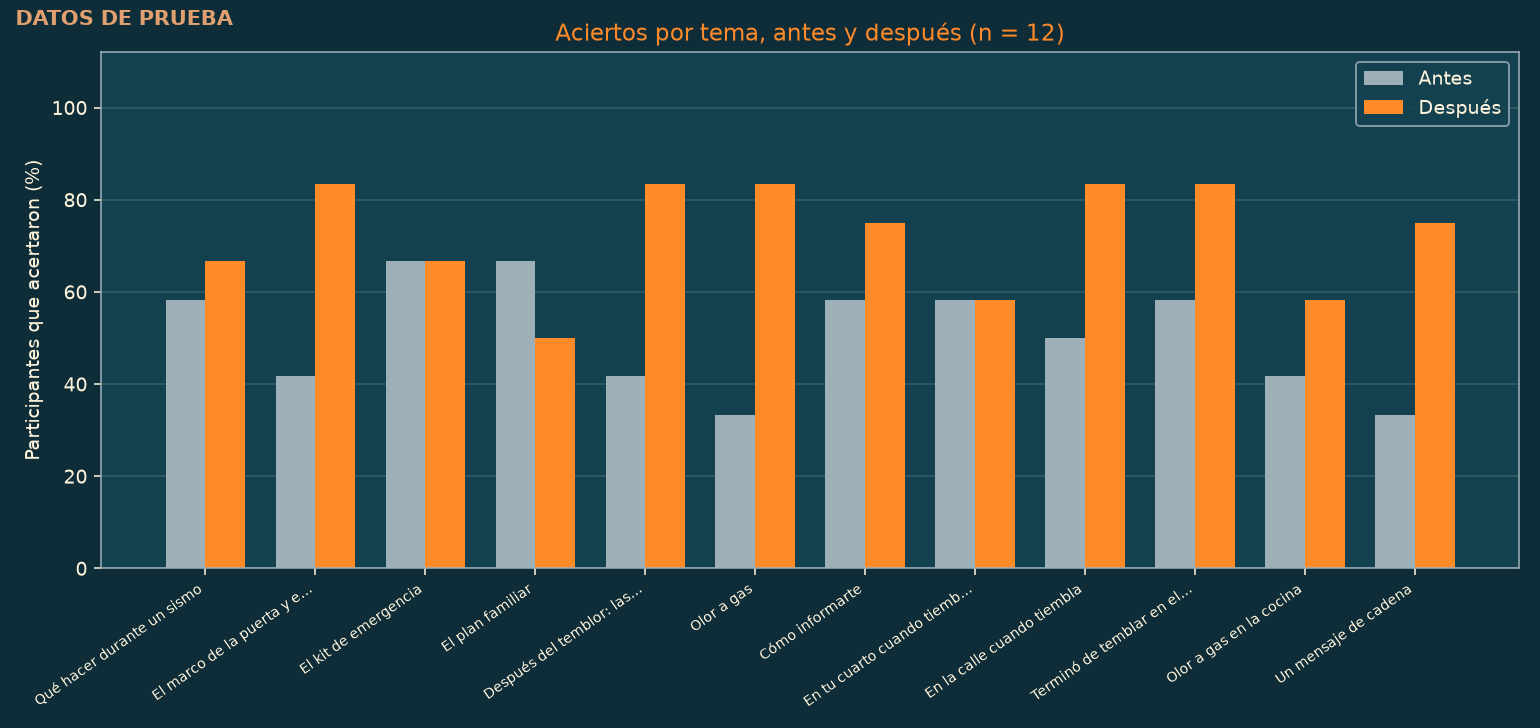 DATOS DE PRUEBA
Aciertos por tema, antes y después (n = 12)
Antes
Después
Participantes que acertaron (%)
100
80
60
40
20
0
Qué hacer durante un sismo
El marco de la puerta y e...
El kit de emergencia
El plan familiar
Después del temblor: las...
Olor a gas
Cómo informarte
En tu cuarto cuando tiemb...
En la calle cuando tiembla
Terminó de temblar en el...
Olor a gas en la cocina
Un mensaje de cadena